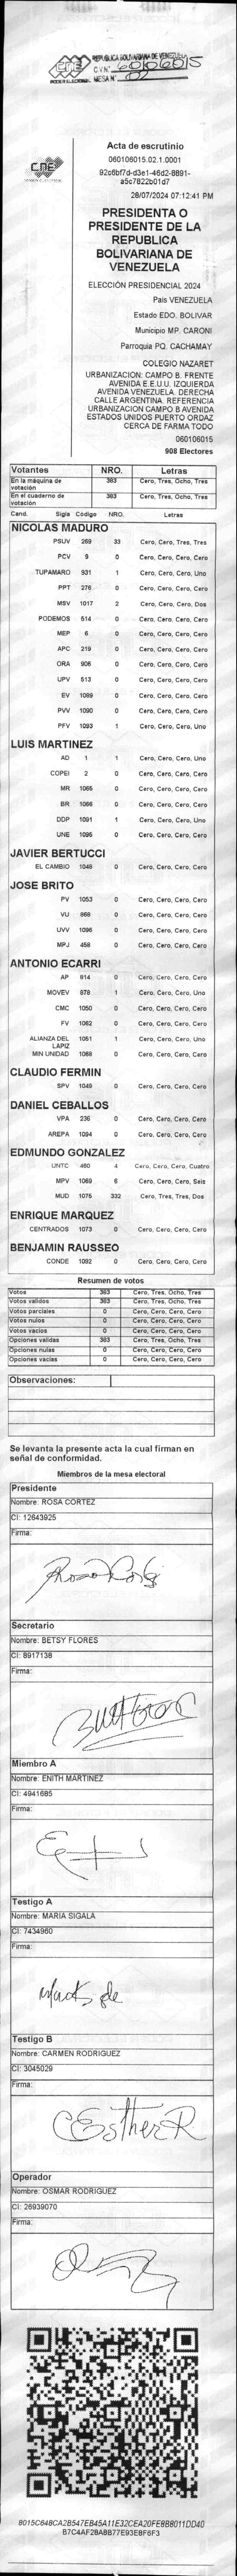 CNE
PODER ELECTORAL
REPUBLICA BOLIVARIANA DE VENEZUELA
C.V.N°. 60106015
MESA N°. 02
CNE
Acta de escrutinio
060106015.02.1.0001
92c6bf7d-d3e1-46d2-8891-
a5c7822b01d7
28/07/2024 07:12:41 PM
PRESIDENTA O
PRESIDENTE DE LA
REPUBLICA
BOLIVARIANA DE
VENEZUELA
ELECCIÓN PRESIDENCIAL 2024
Pais VENEZUELA
Estado EDO. BOLIVAR
Municipio MP. CARONI
Parroquia PQ. CACHAMAY
COLEGIO NAZARET
URBANIZACION: CAMPO B. FRENTE
AVENIDA E.E.U.U. IZQUIERDA
AVENIDA VENEZUELA. DERECHA
CALLE ARGENTINA. REFERENCIA
URBANIZACION CAMPO B AVENIDA
ESTADOS UNIDOS PUERTO ORDAZ
CERCA DE FARMA TODO
060106015
908 Electores
Votantes NRO. Letras
En la máquina de votación 383 Cero, Tres, Ocho, Tres
En el cuaderno de votación 383 Cero, Tres, Ocho, Tres
Cand. Sigla Codigo NRO. Letras
NICOLAS MADURO
PSUV 269 33 Cero, Cero, Tres, Tres
PCV 9 0 Cero, Cero, Cero, Cero
TUPAMARO 931 1 Cero, Cero, Cero, Uno
PPT 276 0 Cero, Cero, Cero, Cero
MSV 1017 2 Cero, Cero, Cero, Dos
PODEMOS 514 0 Cero, Cero, Cero, Cero
MEP 6 0 Cero, Cero, Cero, Cero
APC 219 0 Cero, Cero, Cero, Cero
ORA 906 0 Cero, Cero, Cero, Cero
UPV 613 0 Cero, Cero, Cero, Cero
EV 1089 0 Cero, Cero, Cero, Cero
PVV 1090 0 Cero, Cero, Cero, Cero
PFV 1093 1 Cero, Cero, Cero, Uno
LUIS MARTINEZ
AD 1 1 Cero, Cero, Cero, Uno
COPEI 2 0 Cero, Cero, Cero, Cero
MR 1065 0 Cero, Cero, Cero, Cero
BR 1066 0 Cero, Cero, Cero, Cero
DDP 1091 1 Cero, Cero, Cero, Uno
UNE 1095 0 Cero, Cero, Cero, Cero
JAVIER BERTUCCI
EL CAMBIO 1048 0 Cero, Cero, Cero, Cero
JOSE BRITO
PV 1053 0 Cero, Cero, Cero, Cero
VU 868 0 Cero, Cero, Cero, Cero
UVV 1096 0 Cero, Cero, Cero, Cero
MPJ 458 0 Cero, Cero, Cero, Cero
ANTONIO ECARRI
AP 814 0 Cero, Cero, Cero, Cero
MOVEV 878 1 Cero, Cero, Cero, Uno
CMC 1050 0 Cero, Cero, Cero, Cero
FV 1062 0 Cero, Cero, Cero, Cero
ALIANZA DEL LAPIZ 1051 1 Cero, Cero, Cero, Uno
MIN UNIDAD 1068 0 Cero, Cero, Cero, Cero
CLAUDIO FERMIN
SPV 1049 0 Cero, Cero, Cero, Cero
DANIEL CEBALLOS
VPA 236 0 Cero, Cero, Cero, Cero
AREPA 1094 0 Cero, Cero, Cero, Cero
EDMUNDO GONZALEZ
UNTC 460 4 Cero, Cero, Cero, Cuatro
MPV 1069 6 Cero, Cero, Cero, Seis
MUD 1075 332 Cero, Tres, Tres, Dos
ENRIQUE MARQUEZ
CENTRADOS 1073 0 Cero, Cero, Cero, Cero
BENJAMIN RAUSSEO
CONDE 1092 0 Cero, Cero, Cero, Cero
Resumen de votos
Votos 383 Cero, Tres, Ocho, Tres
Votos validos 383 Cero, Tres, Ocho, Tres
Votos parciales 0 Cero, Cero, Cero, Cero
Votos nulos 0 Cero, Cero, Cero, Cero
Votos vacios 0 Cero, Cero, Cero, Cero
Opciones validas 383 Cero, Tres, Ocho, Tres
Opciones nulas 0 Cero, Cero, Cero, Cero
Opciones vacias 0 Cero, Cero, Cero, Cero
Observaciones:
Se levanta la presente acta la cual firman en
señal de conformidad.
Miembros de la mesa electoral
Presidente
Nombre: ROSA CORTEZ
CI: 12643925
Firma:
Secretario
Nombre: BETSY FLORES
CI: 8917138
Firma:
Miembro A
Nombre: ENITH MARTINEZ
CI: 4941685
Firma:
Testigo A
Nombre: MARIA SIGALA
CI: 7434960
Firma:
Testigo B
Nombre: CARMEN RODRIGUEZ
CI: 3045029
Firma:
CEstherR
Operador
Nombre: OSMAR RODRIGUEZ
CI: 26939070
Firma:
8015C648CA2B547EB45A11E32CEA20FE8B8011DD40
B7C4AF28A8B77E93E8F6F3